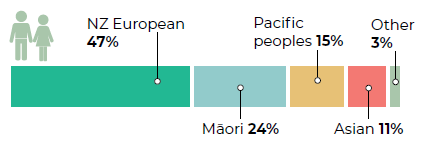 NZ European
47%
Pacific
peoples 15%
Other
3%
Māori 24%
Asian 11%